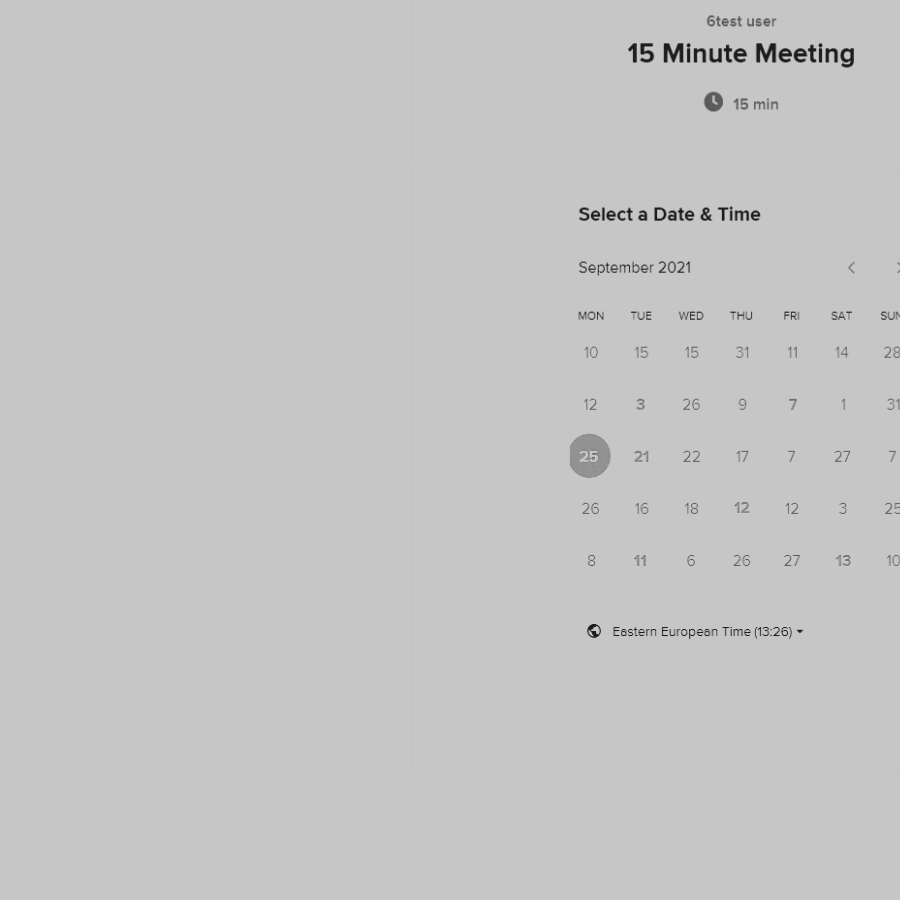 6test user
15 Minute Meeting
15 min
Select a Date & Time
September 2021
MON TUE WED THU FRI SAT SUN
10 15 15 31 11 14 28
12 3 26 9 7 1 31
25 21 22 17 7 27 7
26 16 18 12 12 3 25
8 11 6 26 27 13 10
Eastern European Time (13:26)